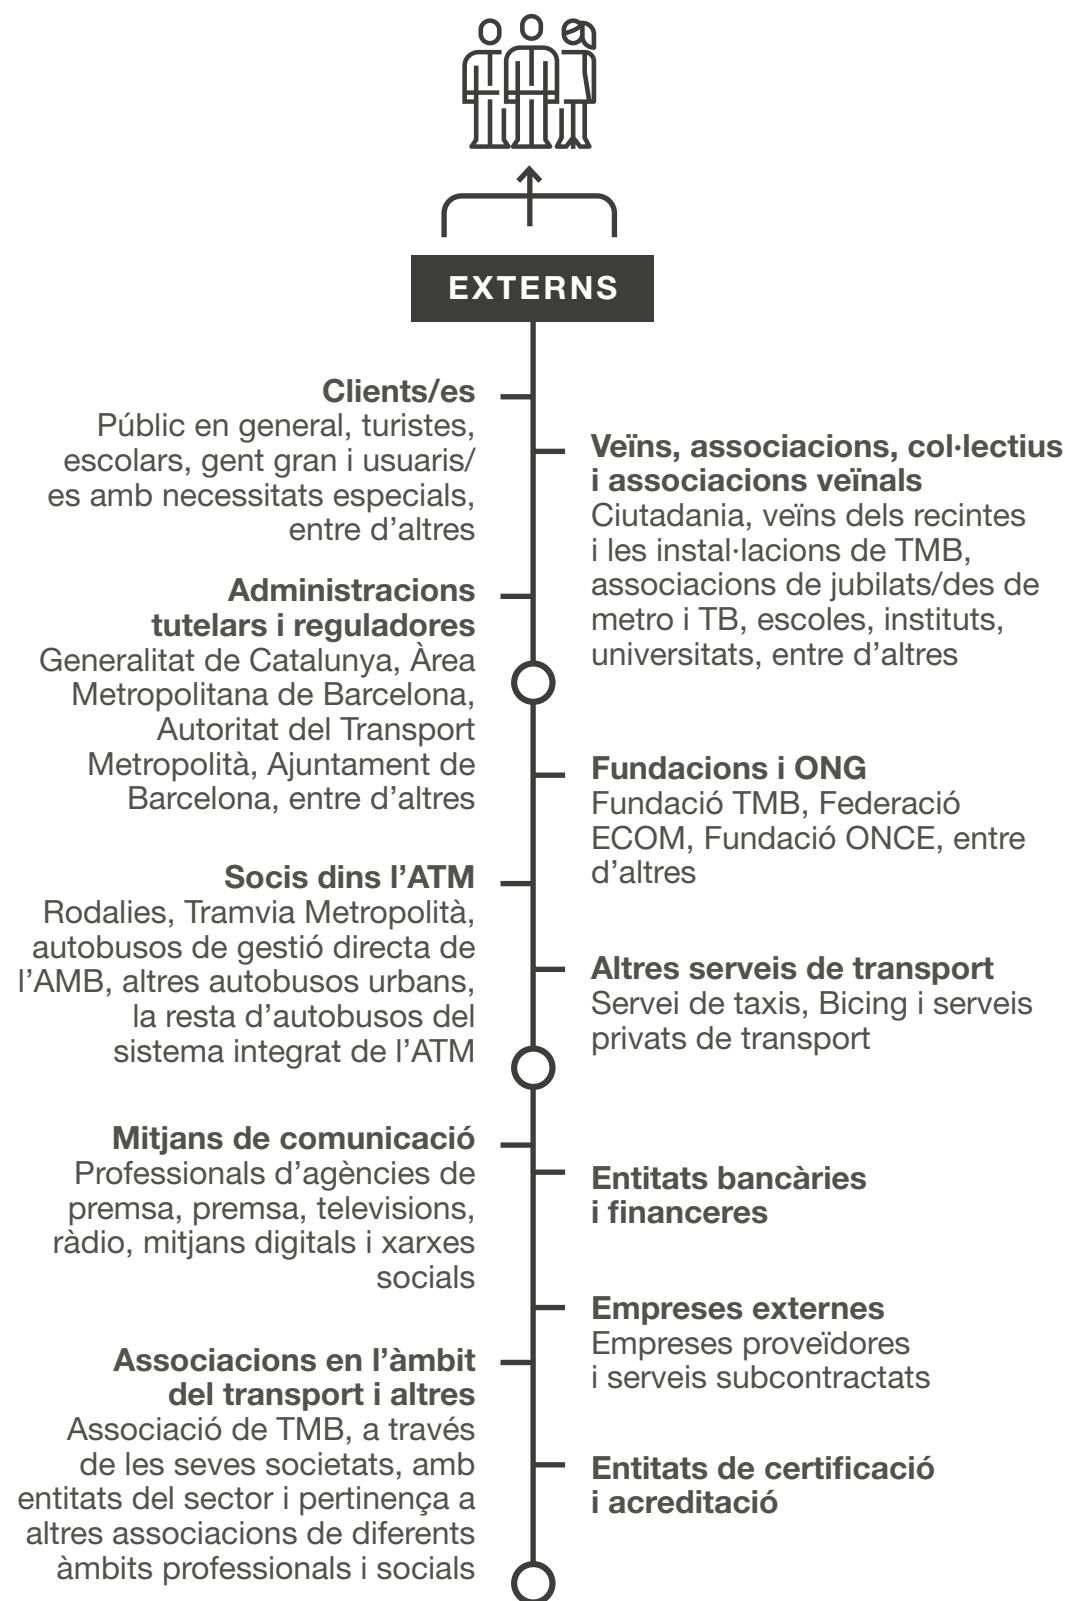 EXTERNS
Clients/es
Públic en general, turistes,
escolars, gent gran i usuaris/
es amb necessitats especials,
entre d'altres
Administracions
tutelars i reguladores
Generalitat de Catalunya, Àrea
Metropolitana de Barcelona,
Autoritat del Transport
Metropolità, Ajuntament de
Barcelona, entre d'altres
Socis dins l'ATM
Rodalies, Tramvia Metropolità,
autobusos de gestió directa de
l'AMB, altres autobusos urbans,
la resta d'autobusos del
sistema integrat de l'ATM
Mitjans de comunicació
Professionals d'agències de
premsa, premsa, televisions,
ràdio, mitjans digitals i xarxes
socials
Associacions en l'àmbit
del transport i altres
Associació de TMB, a través
de les seves societats, amb
entitats del sector i pertinença a
altres associacions de diferents
àmbits professionals i socials
Veïns, associacions, col·lectius
i associacions veïnals
Ciutadania, veïns dels recintes
i les instal·lacions de TMB,
associacions de jubilats/des de
metro i TB, escoles, instituts,
universitats, entre d'altres
Fundacions i ONG
Fundació TMB, Federació
ECOM, Fundació ONCE, entre
d'altres
Altres serveis de transport
Servei de taxis, Bicing i serveis
privats de transport
Entitats bancàries
i financeres
Empreses externes
Empreses proveïdores
i serveis subcontractats
Entitats de certificació
i acreditació